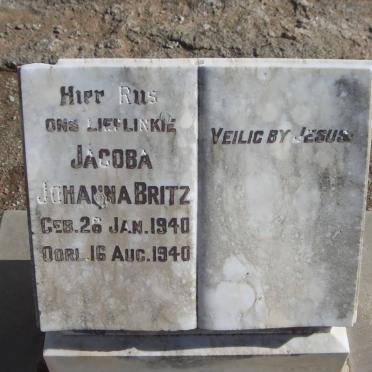 Hier Rus
ons lieflinkie
Jacoba
Johanna Britz
Geb. 26 Jan. 1940
Oorl. 16 Aug. 1940
Veilig by Jesus.